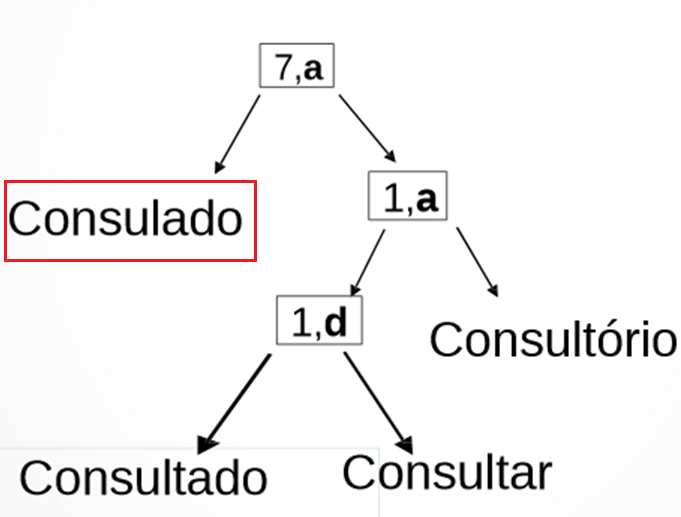 7,a
1,a
Consulado
1,d
Consultório
Consultado
Consultar